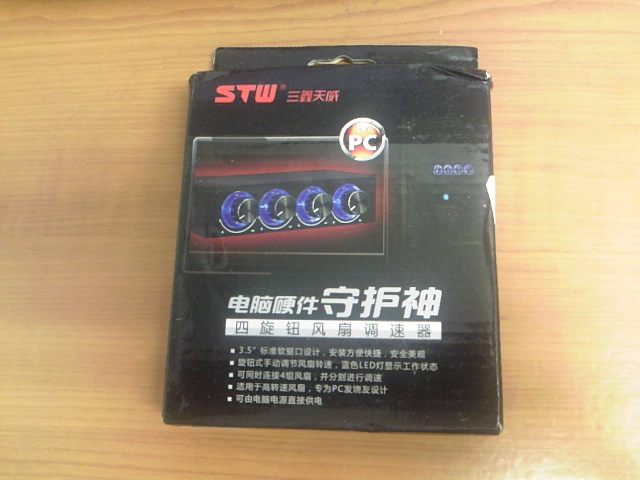 STW® 三鑫天威
PC
电脑硬件守护神
四旋钮风扇调速器
3.5" 标准软驱口设计，安装方便快捷，安全美观
旋钮式手动调节风扇转速，蓝色LED灯显示工作状态
可同时连接4组风扇，并分别进行调速
适用于高转速风扇，专为PC发烧友设计
可由电脑电源直接供电